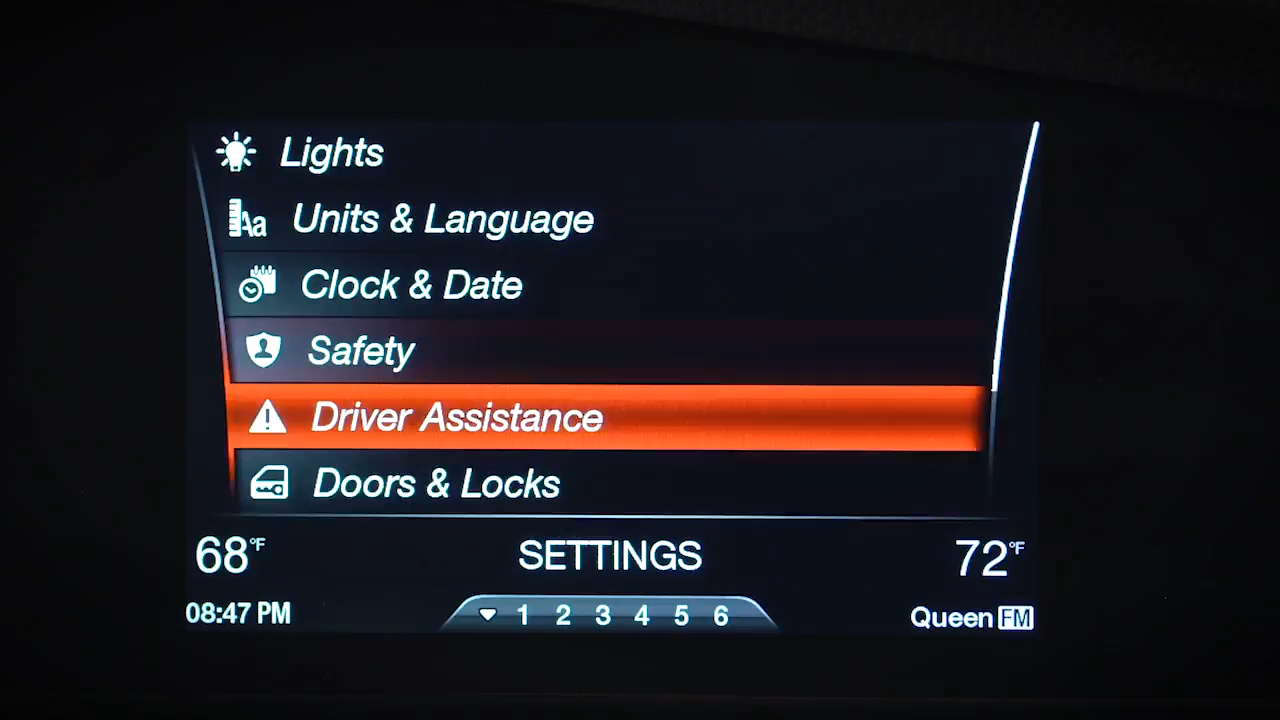 Lights
Aa Units & Language
Clock & Date
Safety
Driver Assistance
Doors & Locks
68°F SETTINGS 72°F
08:47 PM 1 2 3 4 5 6 Queen FM